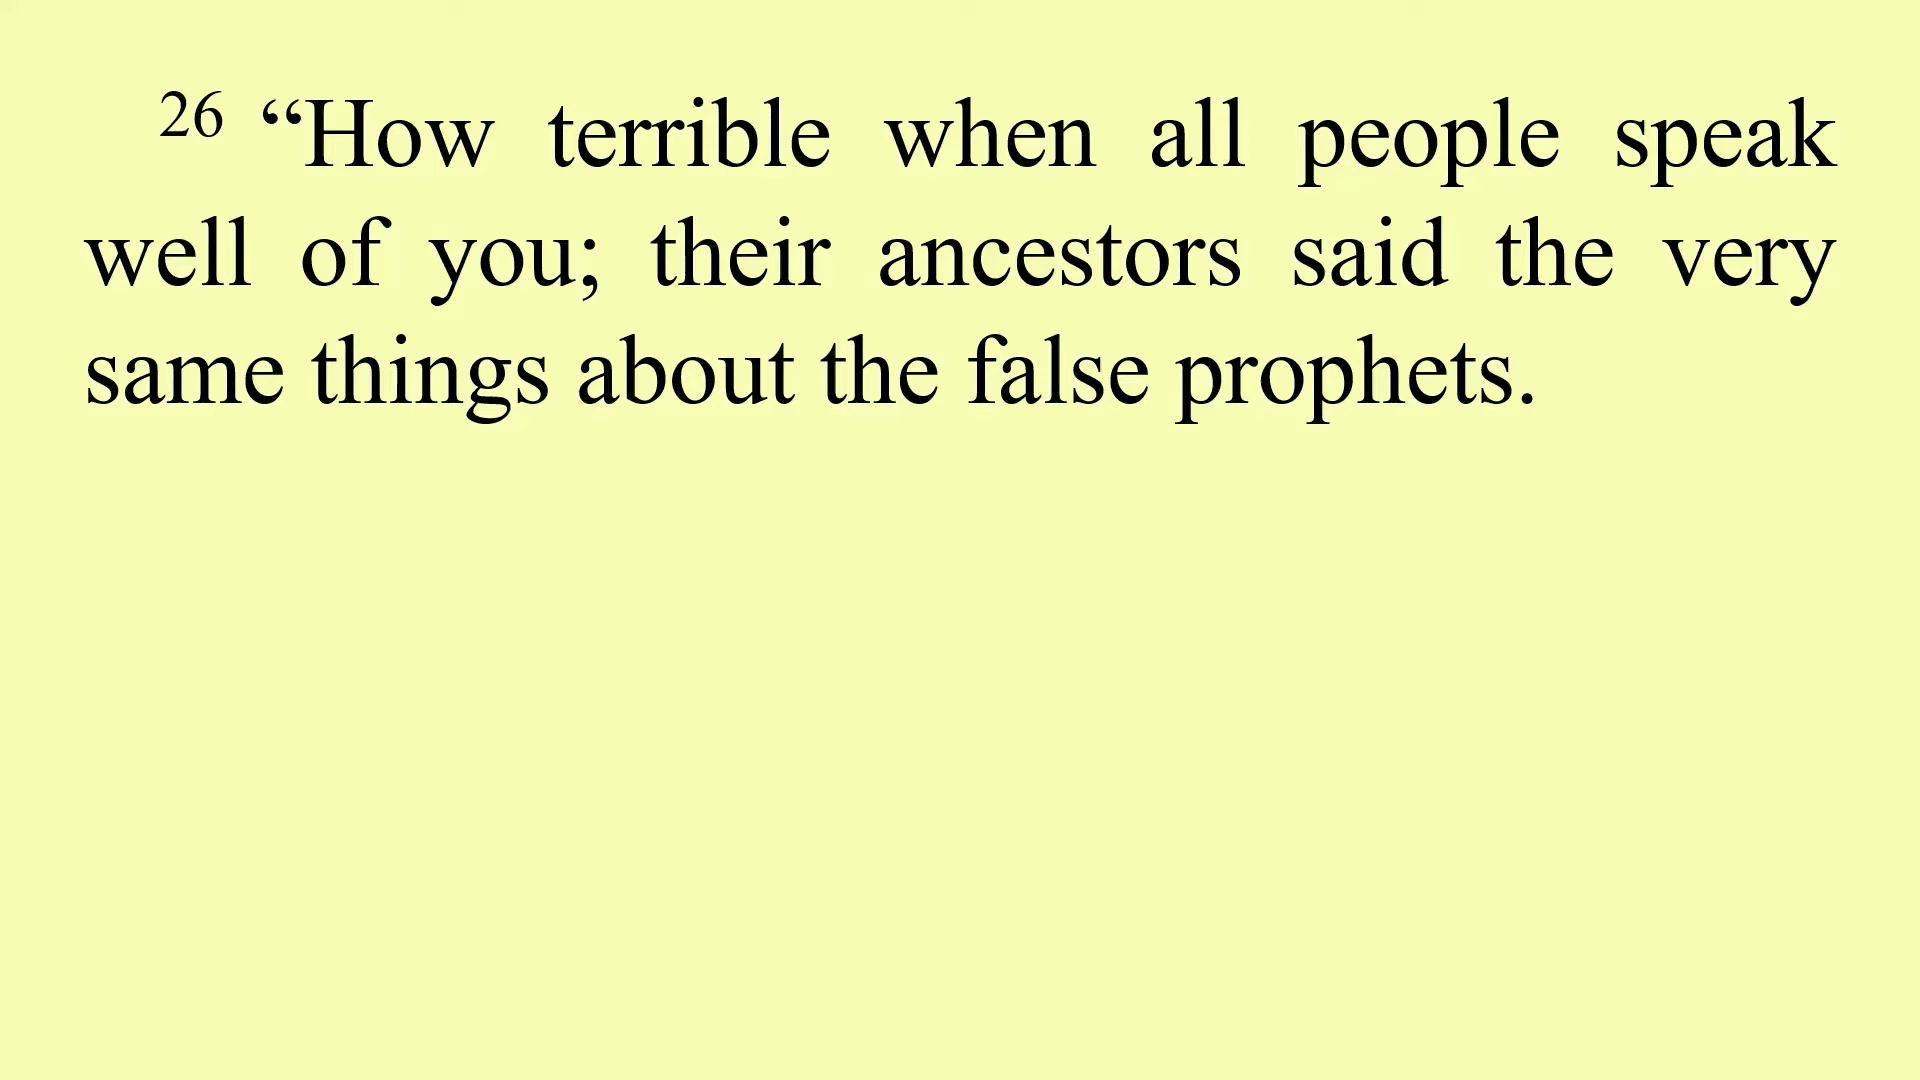 26 “How terrible when all people speak
well of you; their ancestors said the very
same things about the false prophets.